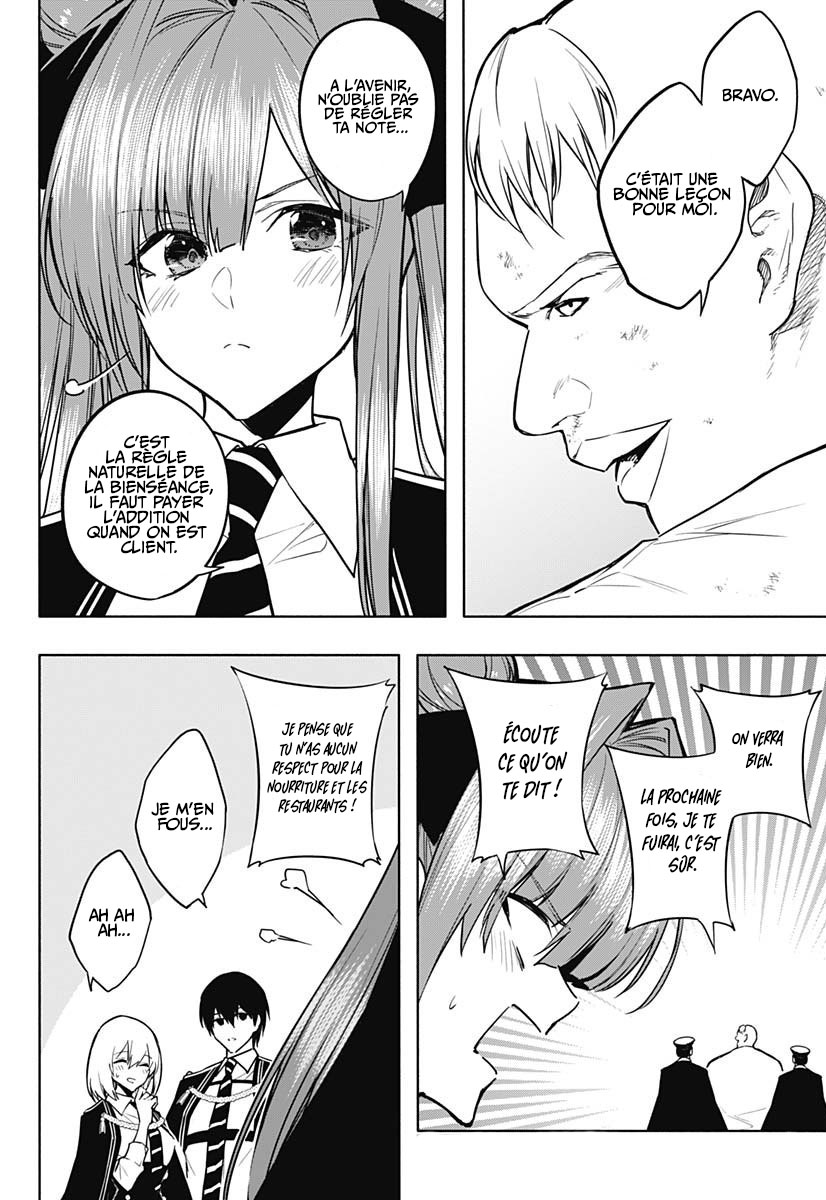 BRAVO.
C'ÉTAIT UNE
BONNE LEÇON
POUR MOI.
A L'AVENIR,
N'OUBLIE PAS
DE RÉGLER
TA NOTE...
C'EST
LA RÈGLE
NATURELLE DE
LA BIENSÉANCE,
IL FAUT PAYER
L'ADDITION
QUAND ON EST
CLIENT.
ON VERRA
BIEN.
LA PROCHAINE
FOIS, JE TE
FUIRAI, C'EST
SÛR.
ÉCOUTE
CE QU'ON
TE DIT !
JE PENSE QUE
TU N'AS AUCUN
RESPECT POUR LA
NOURRITURE ET LES
RESTAURANTS !
JE M'EN
FOUS...
AH AH
AH...